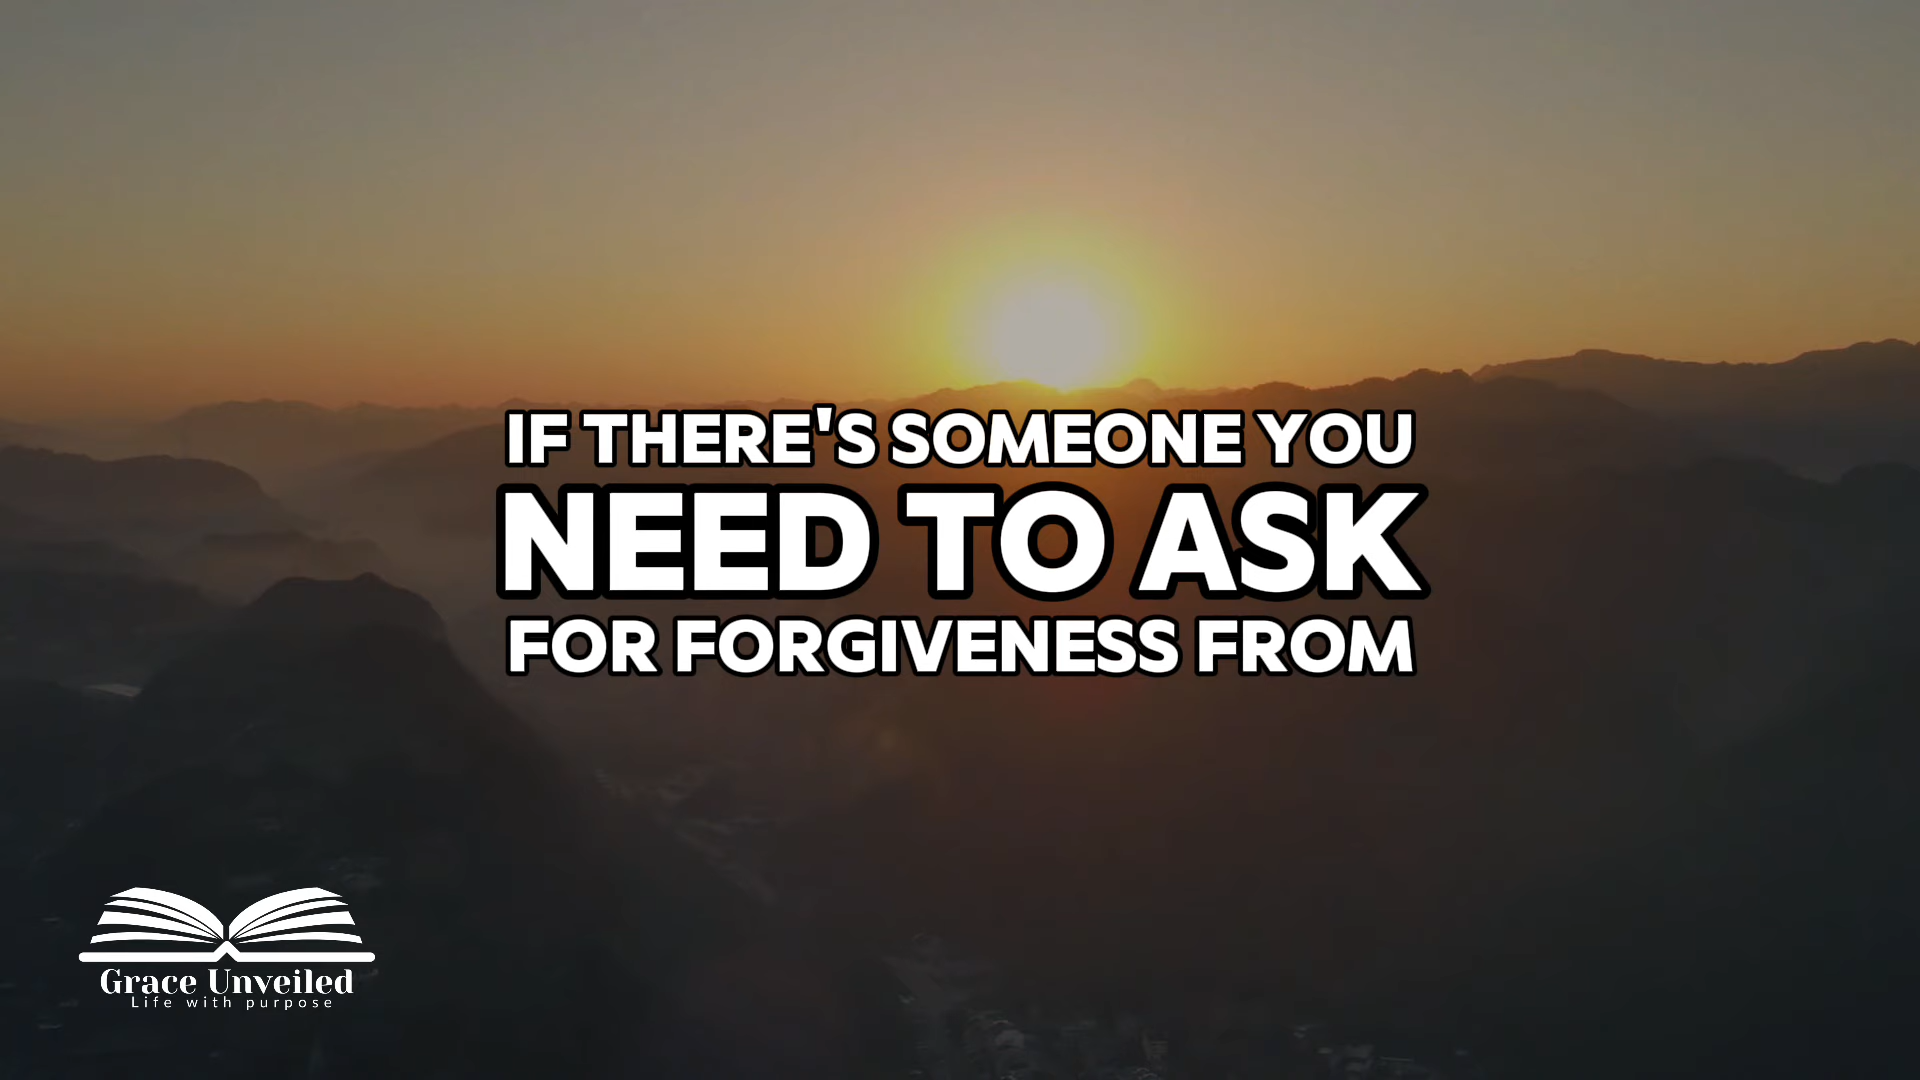 IF THERE'S SOMEONE YOU
NEED TO ASK
FOR FORGIVENESS FROM
Grace Unveiled
Life with purpose